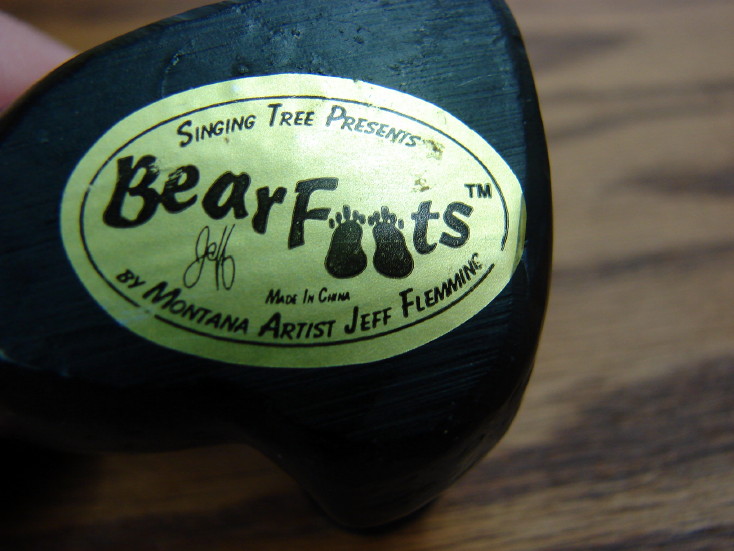 SINGING TREE PRESENTS
BearFoots™
Jeff
MADE IN CHINA
BY MONTANA ARTIST JEFF FLEMMING